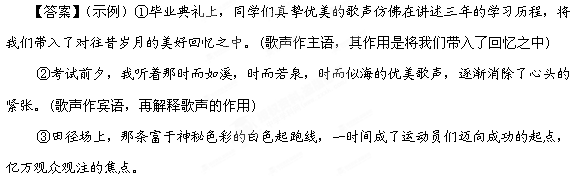 【答案】(示例)①毕业典礼上，同学们真挚优美的歌声仿佛在讲述三年的学习历程，将
我们带入了对往昔岁月的美好回忆之中。(歌声作主语，其作用是将我们带入了回忆之中)
②考试前夕，我听着那时而如溪，时而若泉，时而似海的优美歌声，逐渐消除了心头的
紧张。(歌声作宾语，再解释歌声的作用)
③田径场上，那条富于神秘色彩的白色起跑线，一时间成了运动员们迈向成功的起点，
亿万观众观注的焦点。